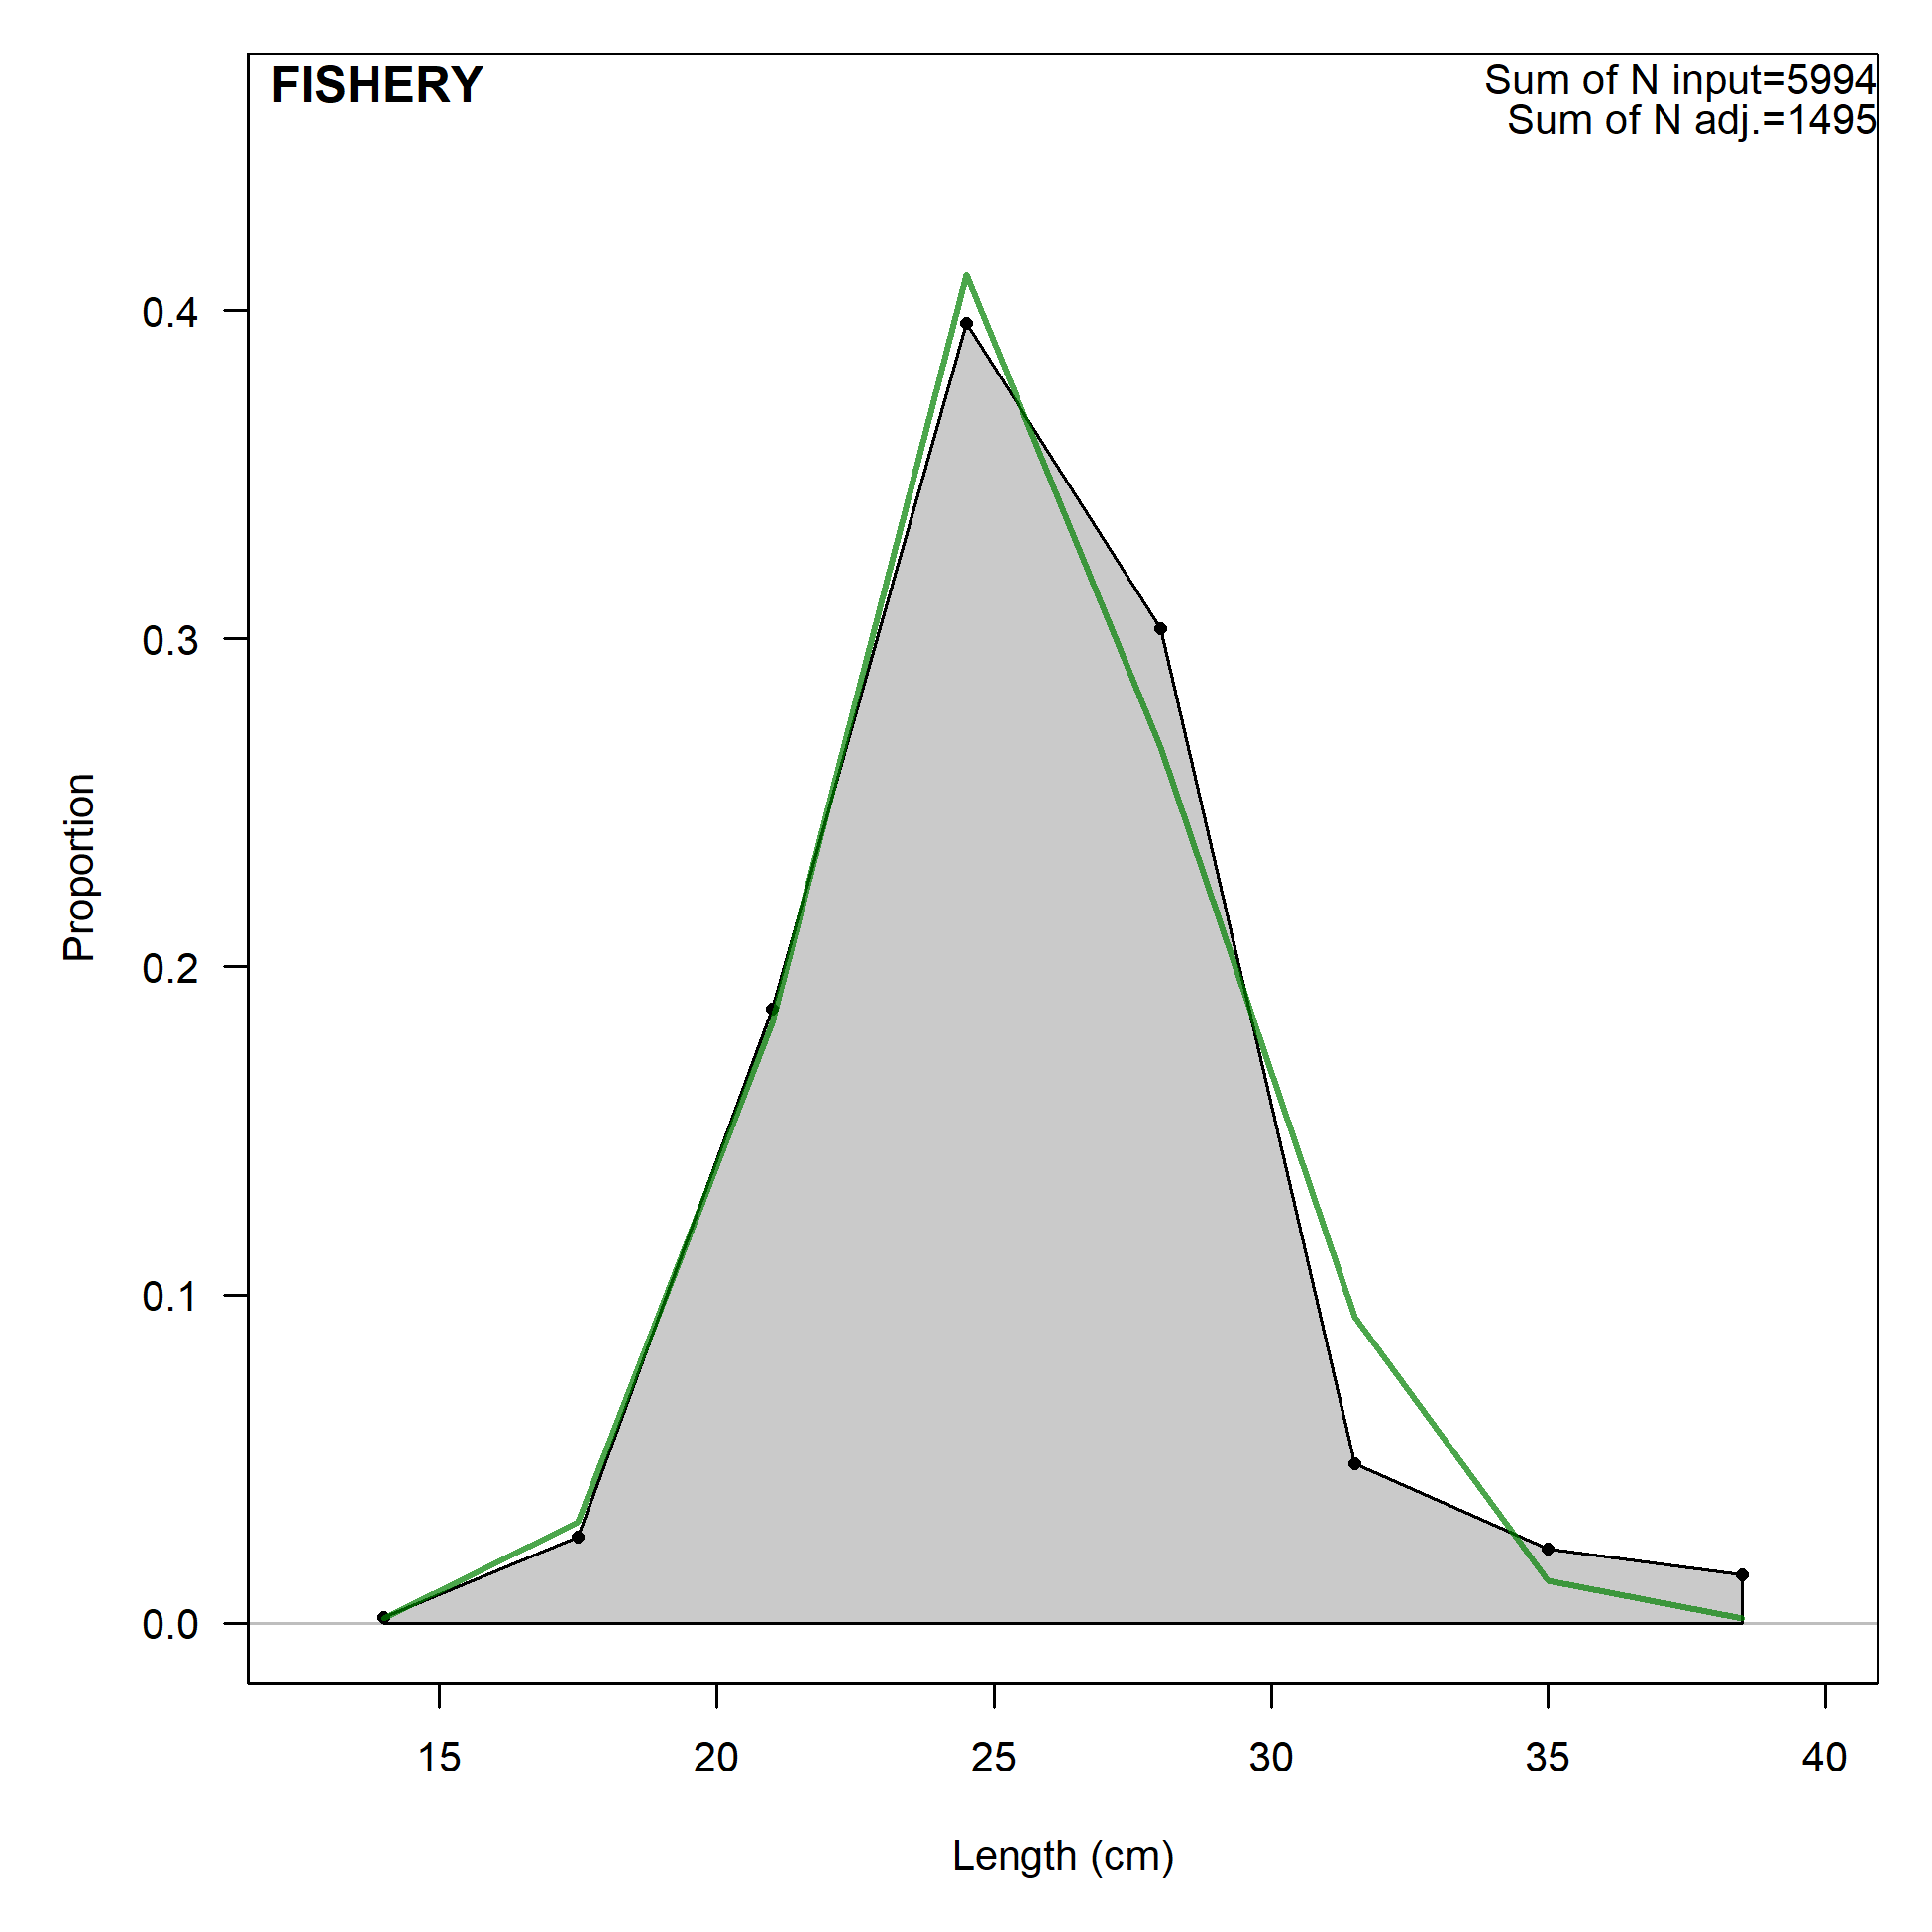 FISHERY
Sum of N input=5994
Sum of N adj.=1495
0.4
0.3
0.2
0.1
0.0
Proportion
15 20 25 30 35 40
Length (cm)